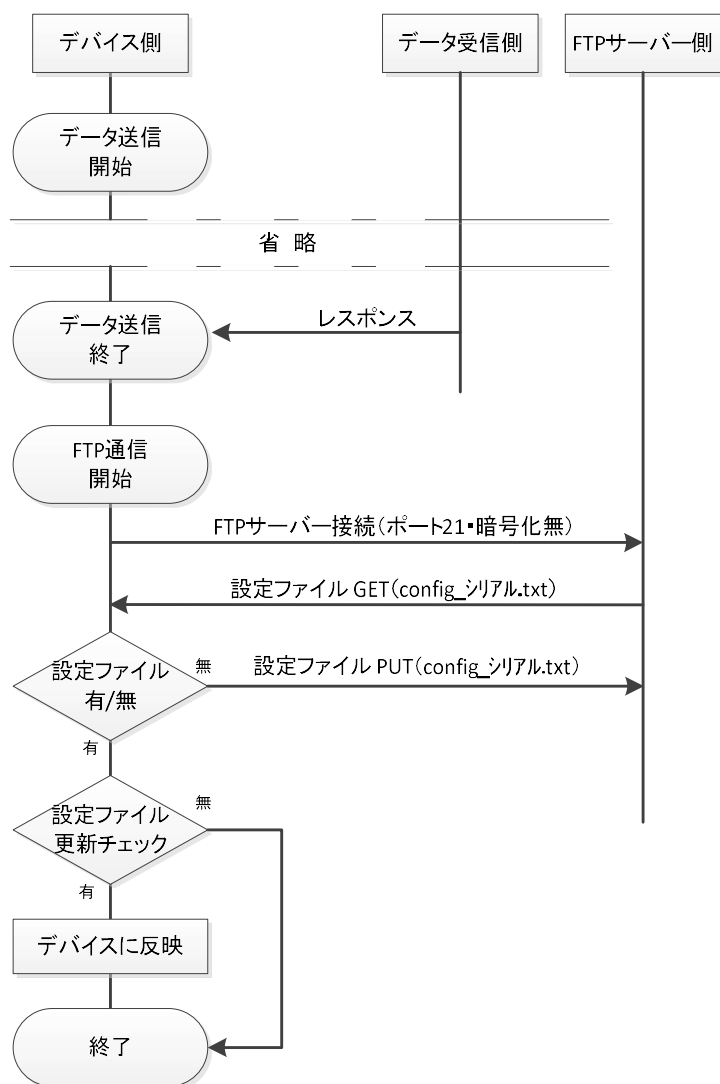 デバイス側
データ受信側
FTPサーバー側
データ送信
開始
省 略
データ送信
終了
レスポンス
FTP通信
開始
FTPサーバー接続(ポート21・暗号化無)
設定ファイル GET(config_シリアル.txt)
設定ファイル
有/無
無
設定ファイル PUT(config_シリアル.txt)
有
設定ファイル
更新チェック
無
有
デバイスに反映
終了